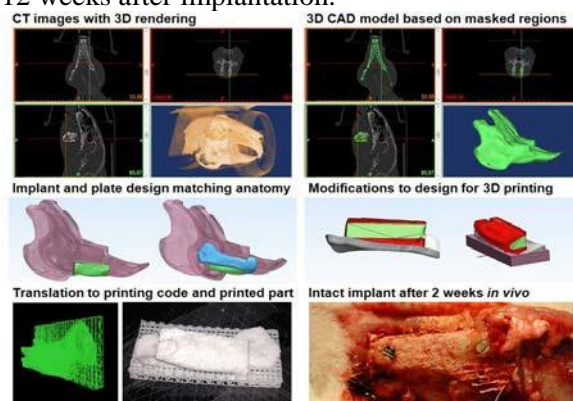 12 weeks after implantation.
CT images with 3D rendering
3D CAD model based on masked regions
Implant and plate design matching anatomy
Modifications to design for 3D printing
Translation to printing code and printed part
Intact implant after 2 weeks in vivo